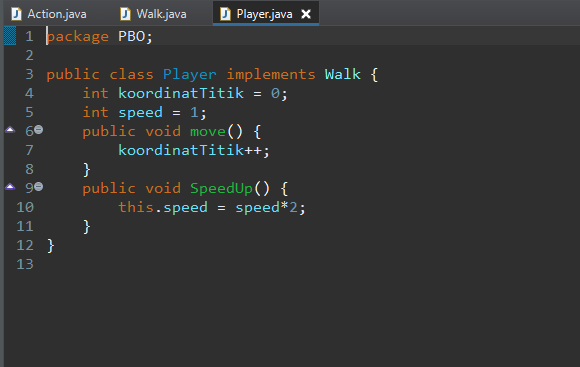 Action.java Walk.java Player.java
1 package PBO;
2
3 public class Player implements Walk {
4 int koordinatTitik = 0;
5 int speed = 1;
6 public void move() {
7 koordinatTitik++;
8 }
9 public void SpeedUp() {
10 this.speed = speed*2;
11 }
12 }
13